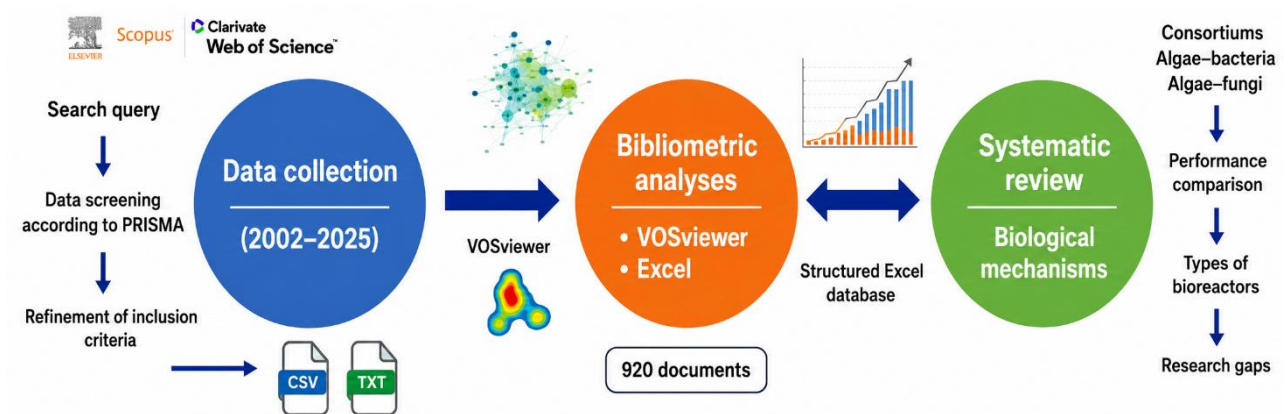 ELSEVIER
Scopus®
Clarivate
Web of Science™
Search query
Data screening
according to PRISMA
Refinement of inclusion
criteria
Data collection
(2002–2025)
CSV
TXT
VOSviewer
Bibliometric
analyses
• VOSviewer
• Excel
920 documents
Structured Excel
database
Systematic
review
Biological
mechanisms
Consortiums
Algae–bacteria
Algae–fungi
Performance
comparison
Types of
bioreactors
Research gaps